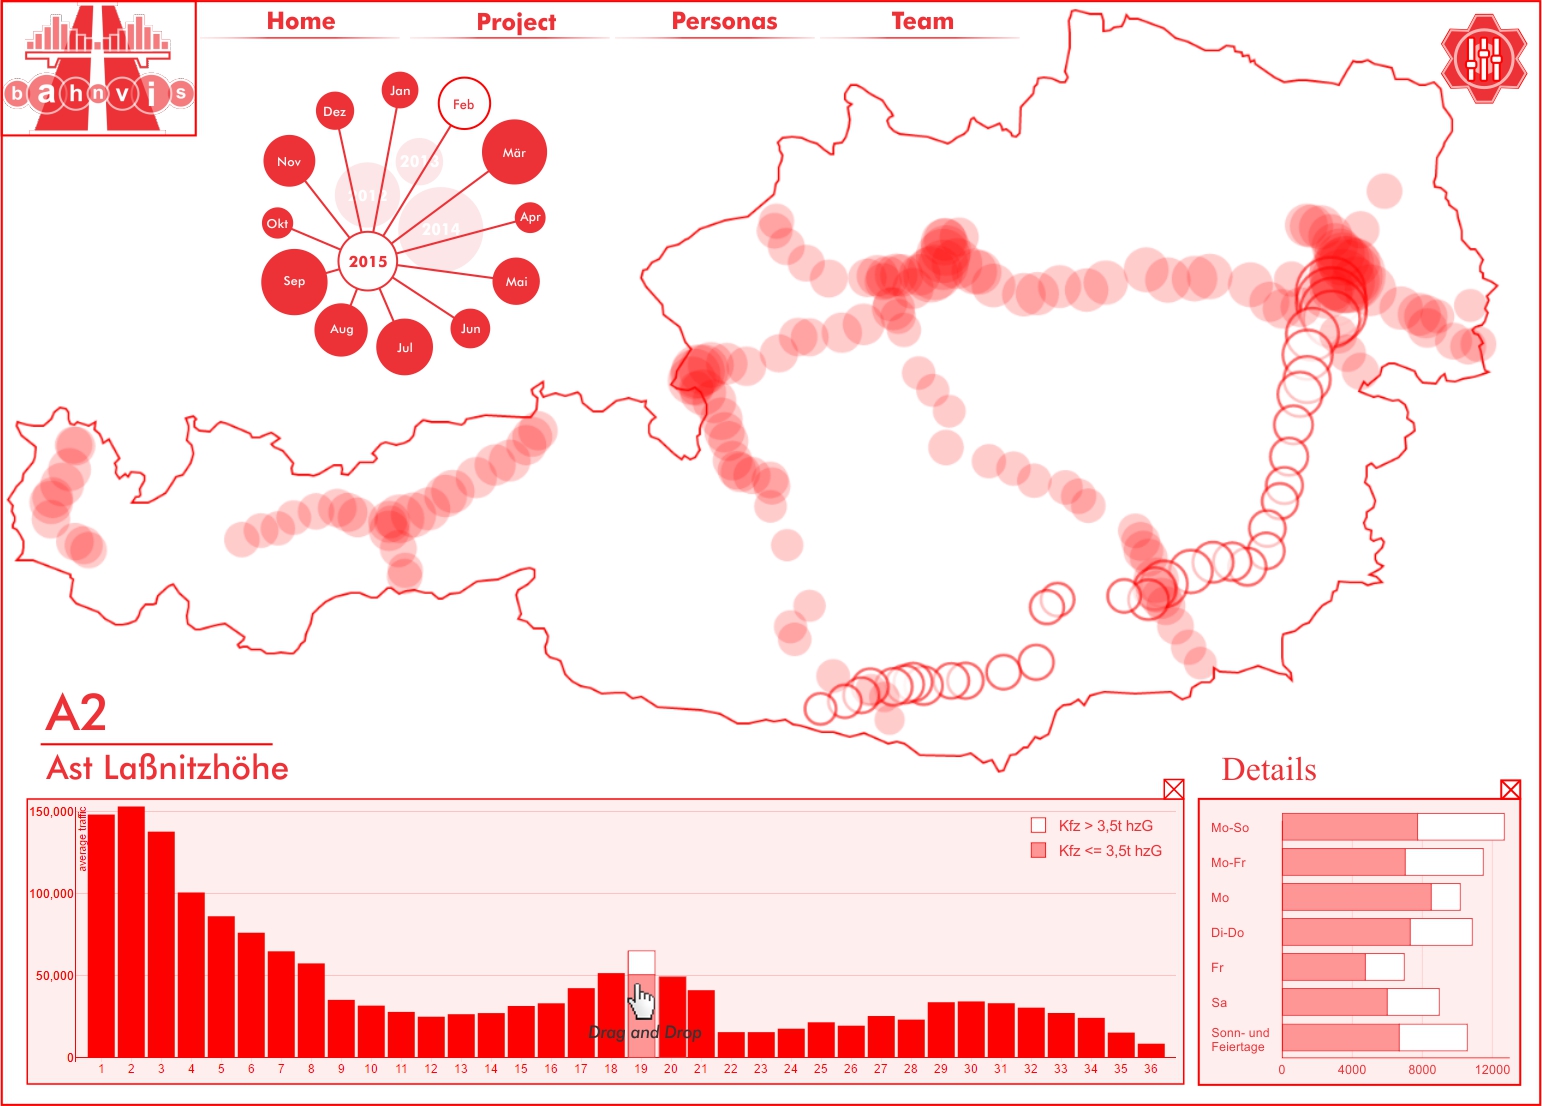 bahnvis
Home
Project
Personas
Team
Jan
Feb
Dez
Mär
Nov
2013
2012
Okt
Apr
2014
2015
Sep
Mai
Aug
Jun
Jul
A2
Ast Laßnitzhöhe
Details
150,000
100,000
50,000
0
average traffic
Kfz > 3,5t hzG
Kfz <= 3,5t hzG
Drag and Drop
1 2 3 4 5 6 7 8 9 10 11 12 13 14 15 16 17 18 19 20 21 22 23 24 25 26 27 28 29 30 31 32 33 34 35 36
Mo-So
Mo-Fr
Mo
Di-Do
Fr
Sa
Sonn- und
Feiertage
0 4000 8000 12000